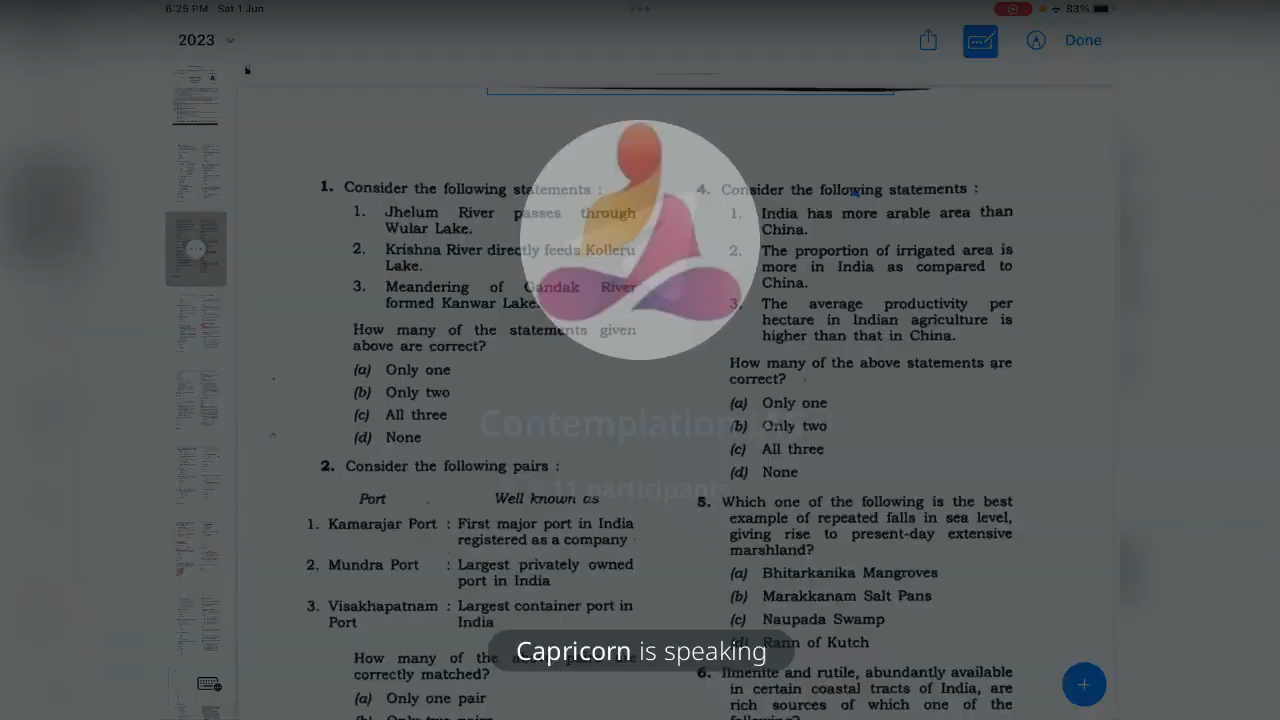 6:25 PM Sat 1 Jun
83%
2023
Done
1. Consider the following statements :
1. Jhelum River passes through
Wular Lake.
2. Krishna River directly feeds Kolleru
Lake.
3. Meandering of Gandak River
formed Kanwar Lake.
How many of the statements given
above are correct?
(a) Only one
(b) Only two
(c) All three
(d) None
2. Consider the following pairs :
Port Well known as
1. Kamarajar Port : First major port in India
registered as a company
2. Mundra Port : Largest privately owned
port in India
3. Visakhapatnam : Largest container port in
Port India
How many of the
correctly matched?
(a) Only one pair
(b) Only two pairs
4. Consider the following statements :
1. India has more arable area than
China.
2. The proportion of irrigated area is
more in India as compared to
China.
3. The average productivity per
hectare in Indian agriculture is
higher than that in China.
How many of the above statements are
correct?
(a) Only one
(b) Only two
(c) All three
(d) None
5. Which one of the following is the best
example of repeated falls in sea level,
giving rise to present-day extensive
marshland?
(a) Bhitarkanika Mangroves
(b) Marakkanam Salt Pans
(c) Naupada Swamp
(d) Rann of Kutch
6. Ilmenite and rutile, abundantly available
in certain coastal tracts of India, are
rich sources of which one of the
following?
Contemplation
11 participants
Capricorn is speaking